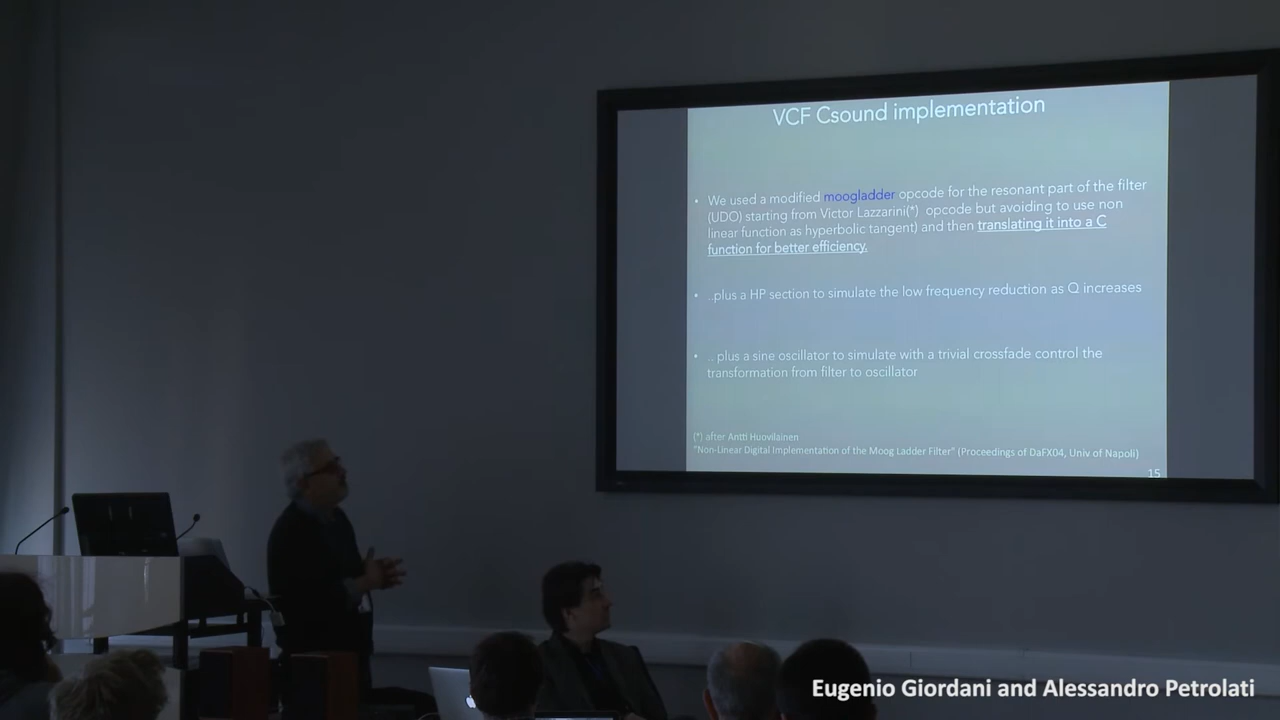 VCF Csound implementation
• We used a modified moogladder opcode for the resonant part of the filter
(UDO) starting from Victor Lazzarini(*) opcode but avoiding to use non
linear function as hyperbolic tangent) and then translating it into a C
function for better efficiency.
• ..plus a HP section to simulate the low frequency reduction as Q increases
• .. plus a sine oscillator to simulate with a trivial crossfade control the
transformation from filter to oscillator
(*) after Antti Huovilainen
"Non-Linear Digital Implementation of the Moog Ladder Filter" (Proceedings of DaFX04, Univ of Napoli)
15
Eugenio Giordani and Alessandro Petrolati